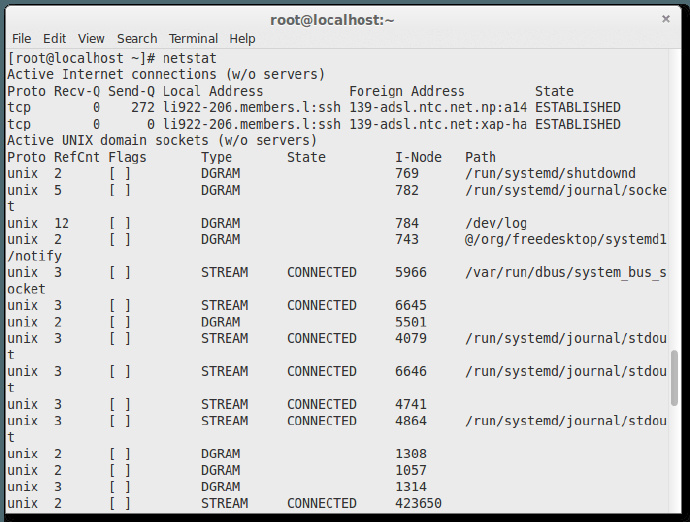 root@localhost:~ ×
File Edit View Search Terminal Help
[root@localhost ~]# netstat
Active Internet connections (w/o servers)
Proto Recv-Q Send-Q Local Address           Foreign Address         State
tcp        0    272 li922-206.members.l:ssh 139-adsl.ntc.net.np:a14 ESTABLISHED
tcp        0      0 li922-206.members.l:ssh 139-adsl.ntc.net:xap-ha ESTABLISHED
Active UNIX domain sockets (w/o servers)
Proto RefCnt Flags       Type       State         I-Node   Path
unix  2      [ ]         DGRAM                    769      /run/systemd/shutdownd
unix  5      [ ]         DGRAM                    782      /run/systemd/journal/socke
t
unix  12     [ ]         DGRAM                    784      /dev/log
unix  2      [ ]         DGRAM                    743      @/org/freedesktop/systemd1
/notify
unix  3      [ ]         STREAM     CONNECTED     5966     /var/run/dbus/system_bus_s
ocket
unix  3      [ ]         STREAM     CONNECTED     6645
unix  2      [ ]         DGRAM                    5501
unix  3      [ ]         STREAM     CONNECTED     4079     /run/systemd/journal/stdou
t
unix  3      [ ]         STREAM     CONNECTED     6646     /run/systemd/journal/stdou
t
unix  3      [ ]         STREAM     CONNECTED     4741
unix  3      [ ]         STREAM     CONNECTED     4864     /run/systemd/journal/stdou
t
unix  2      [ ]         DGRAM                    1308
unix  2      [ ]         DGRAM                    1057
unix  3      [ ]         DGRAM                    1314
unix  2      [ ]         STREAM     CONNECTED     423650